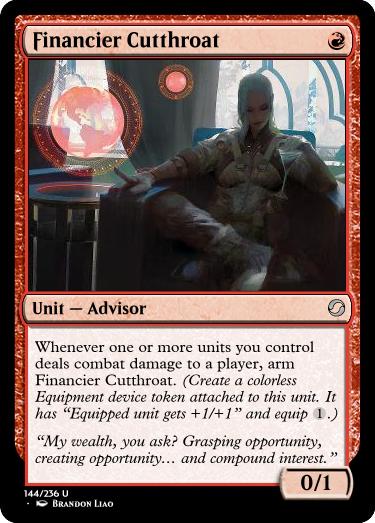 Financier Cutthroat
Unit — Advisor
Whenever one or more units you control
deals combat damage to a player, arm
Financier Cutthroat. (Create a colorless
Equipment device token attached to this unit. It
has “Equipped unit gets +1/+1” and equip 1.)
“My wealth, you ask? Grasping opportunity,
creating opportunity… and compound interest.”
0/1
144/236 U
· Brandon Liao